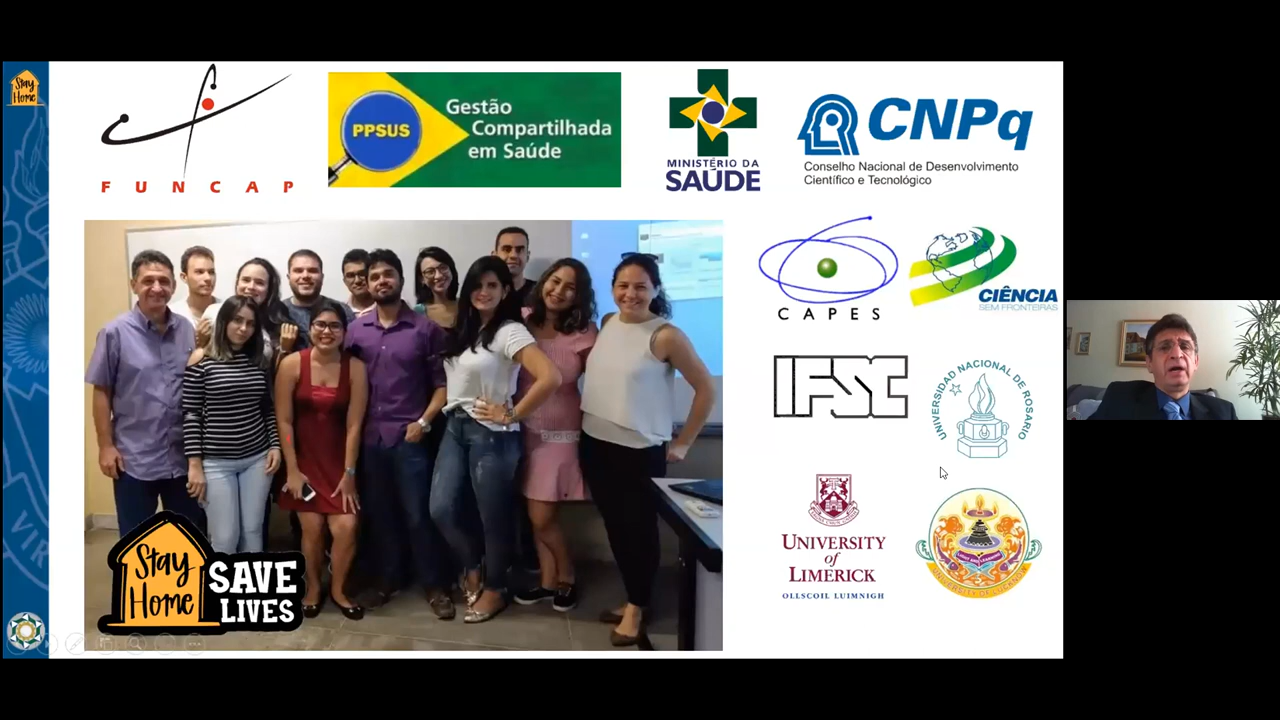 Stay
Home
FUNCAP
PPSUS
Gestão
Compartilhada
em Saúde
MINISTÉRIO DA
SAÚDE
CNPq
Conselho Nacional de Desenvolvimento
Científico e Tecnológico
CAPES
CIÊNCIA
SEM FRONTEIRAS
IFSC
UNIVERSIDAD NACIONAL DE ROSARIO
UNIVERSITY
of
LIMERICK
OLLSCOIL LUIMNIGH
UNIVERSITY OF LUCKNOW
Stay
Home
SAVE
LIVES
VIR